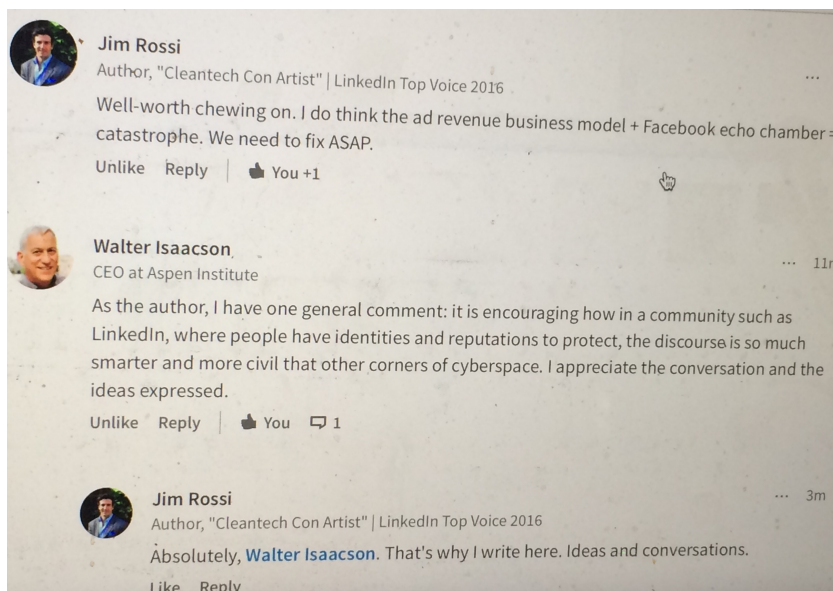 Jim Rossi
...
Author, "Cleantech Con Artist" | LinkedIn Top Voice 2016
Well-worth chewing on. I do think the ad revenue business model + Facebook echo chamber =
catastrophe. We need to fix ASAP.
Unlike Reply | You +1
Walter Isaacson
... 11
CEO at Aspen Institute
As the author, I have one general comment: it is encouraging how in a community such as
LinkedIn, where people have identities and reputations to protect, the discourse is so much
smarter and more civil that other corners of cyberspace. I appreciate the conversation and the
ideas expressed.
Unlike Reply | You 1
Jim Rossi
... 3m
Author, "Cleantech Con Artist" | LinkedIn Top Voice 2016
Absolutely, Walter Isaacson. That's why I write here. Ideas and conversations.
Like Reply